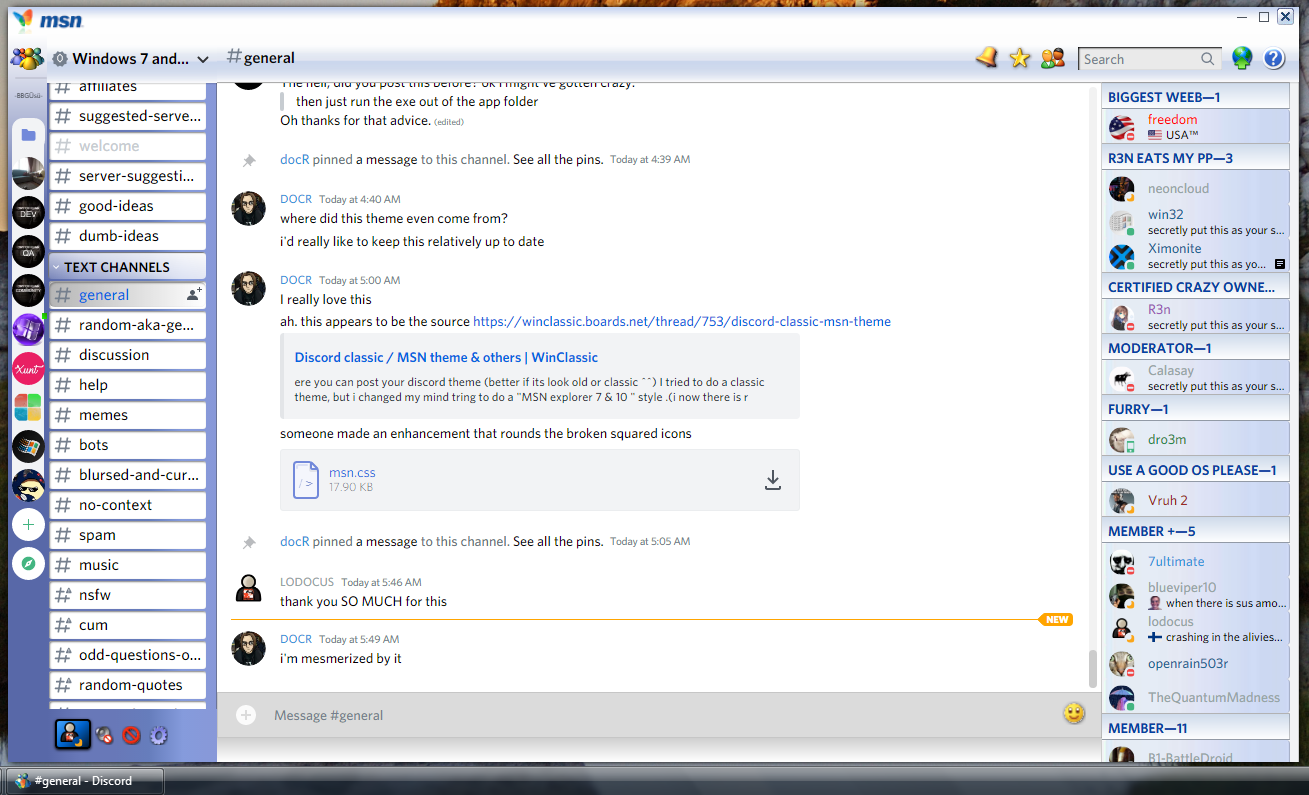 msn
Windows 7 and...
#general
Search
affiliates
suggested-serve...
welcome
server-suggesti...
good-ideas
dumb-ideas
TEXT CHANNELS
general
random-aka-ge...
discussion
help
memes
bots
blursed-and-cur...
no-context
spam
music
nsfw
cum
odd-questions-o...
random-quotes
DEV
QA
Xunt
The hell, did you post this before? ok i might've gotten crazy.
then just run the exe out of the app folder
Oh thanks for that advice. (edited)
docR pinned a message to this channel. See all the pins. Today at 4:39 AM
DOCR Today at 4:40 AM
where did this theme even come from?
i'd really like to keep this relatively up to date
DOCR Today at 5:00 AM
I really love this
ah. this appears to be the source https://winclassic.boards.net/thread/753/discord-classic-msn-theme
Discord classic / MSN theme & others | WinClassic
ere you can post your discord theme (better if its look old or classic ^^) I tried to do a classic
theme, but i changed my mind tring to do a "MSN explorer 7 & 10 " style .(i now there is r
someone made an enhancement that rounds the broken squared icons
msn.css
17.90 KB
docR pinned a message to this channel. See all the pins. Today at 5:05 AM
LODOCUS Today at 5:46 AM
thank you SO MUCH for this
NEW
DOCR Today at 5:49 AM
i'm mesmerized by it
Message #general
BIGGEST WEEB—1
freedom
USA™
R3N EATS MY PP—3
neoncloud
win32
secretly put this as your s...
Ximonite
secretly put this as yo...
CERTIFIED CRAZY OWNE...
R3n
secretly put this as your s...
MODERATOR—1
Calasay
secretly put this as your s...
FURRY—1
dro3m
USE A GOOD OS PLEASE—1
Vruh 2
MEMBER +—5
7ultimate
blueviper10
when there is sus amo...
lodocus
crashing in the alivies...
openrain503r
TheQuantumMadness
MEMBER—11
B1-BattleDroid
#general - Discord